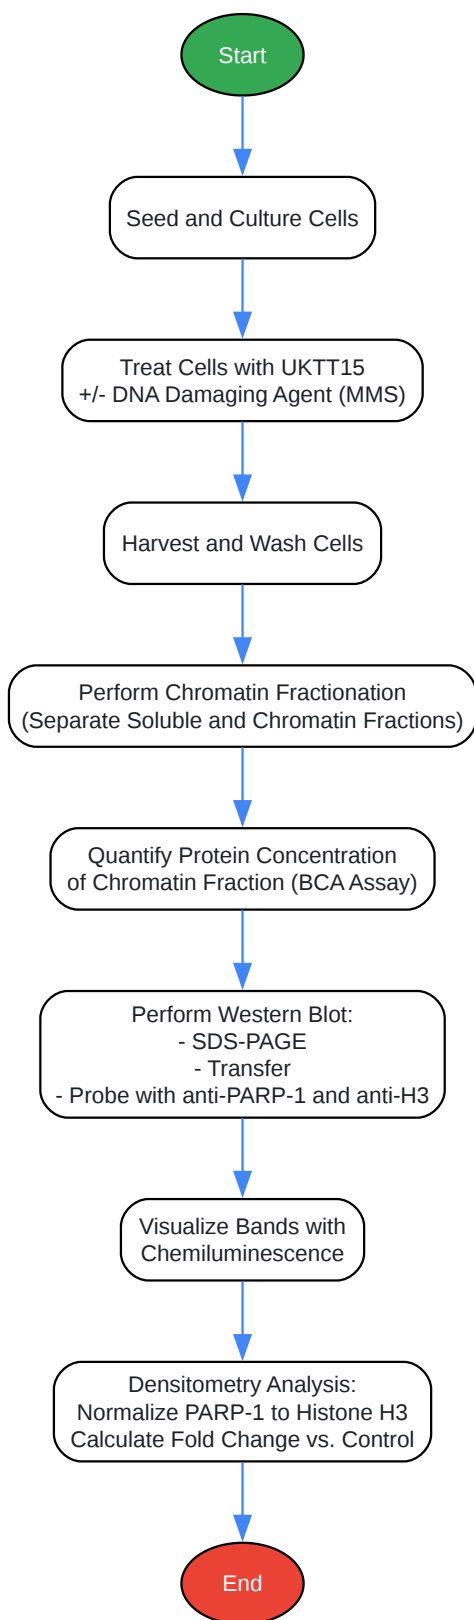 Start
Seed and Culture Cells
Treat Cells with UKTT15
+/- DNA Damaging Agent (MMS)
Harvest and Wash Cells
Perform Chromatin Fractionation
(Separate Soluble and Chromatin Fractions)
Quantify Protein Concentration
of Chromatin Fraction (BCA Assay)
Perform Western Blot:
- SDS-PAGE
- Transfer
- Probe with anti-PARP-1 and anti-H3
Visualize Bands with
Chemiluminescence
Densitometry Analysis:
Normalize PARP-1 to Histone H3
Calculate Fold Change vs. Control
End